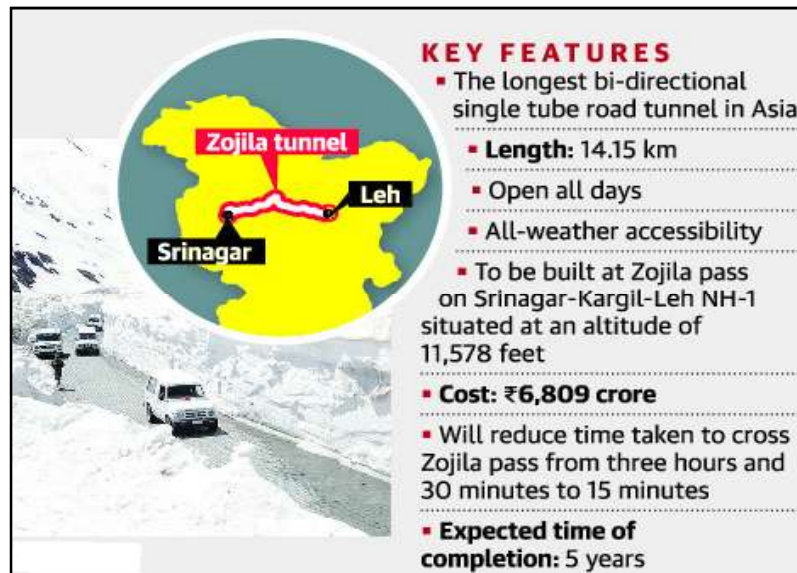 Zojila tunnel
Leh
Srinagar
KEY FEATURES
▪ The longest bi-directional
single tube road tunnel in Asia
▪ Length: 14.15 km
▪ Open all days
▪ All-weather accessibility
▪ To be built at Zojila pass
on Srinagar-Kargil-Leh NH-1
situated at an altitude of
11,578 feet
▪ Cost: ₹6,809 crore
▪ Will reduce time taken to cross
Zojila pass from three hours and
30 minutes to 15 minutes
▪ Expected time of
completion: 5 years